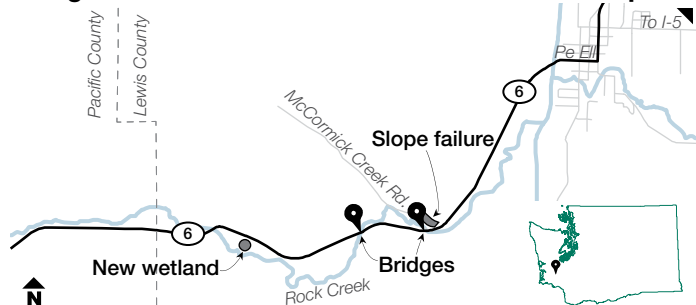 To I-5
Pe Ell
Pacific County
Lewis County
6
McCormick Creek Rd.
Slope failure
6
New wetland
Bridges
Rock Creek
N